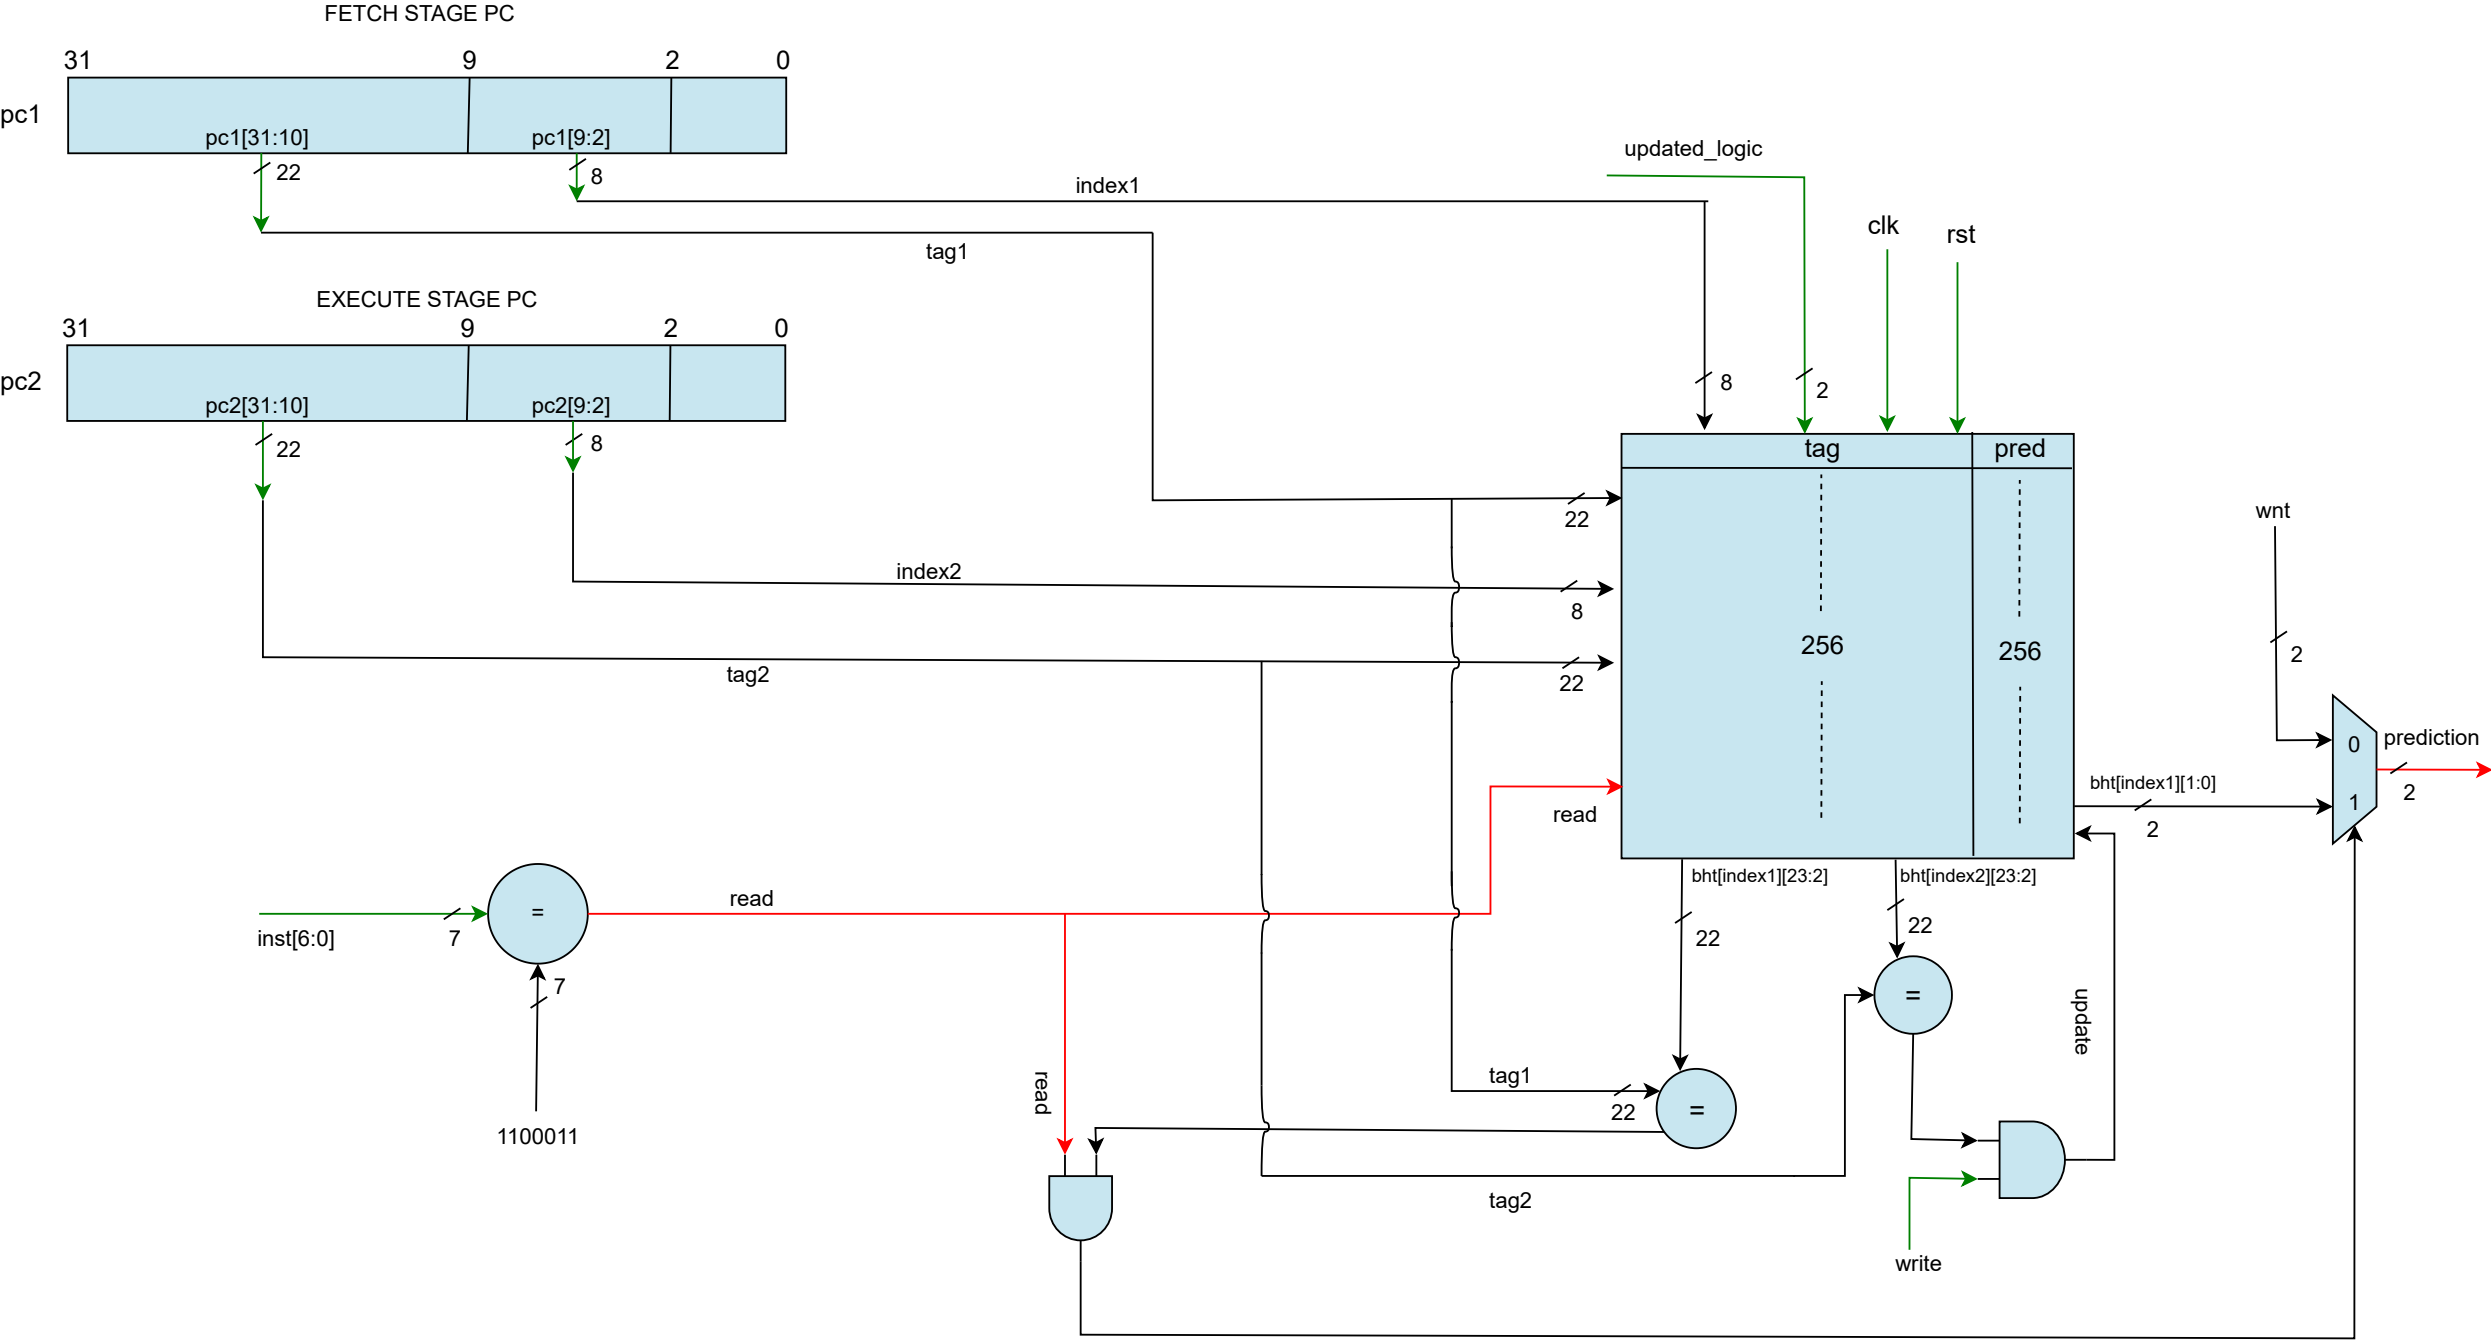 FETCH STAGE PC
31 9 2 0
pc1
pc1[31:10] pc1[9:2]
22 8
index1
tag1
updated_logic
clk
rst
EXECUTE STAGE PC
31 9 2 0
pc2
pc2[31:10] pc2[9:2]
22 8
8
2
tag pred
22
index2
8
256 256
tag2
22
wnt
2
0
1
prediction
2
bht[index1][1:0]
2
read
read
inst[6:0]
7
=
7
1100011
bht[index1][23:2] bht[index2][23:2]
22
22
=
update
read
tag1
22
=
tag2
write